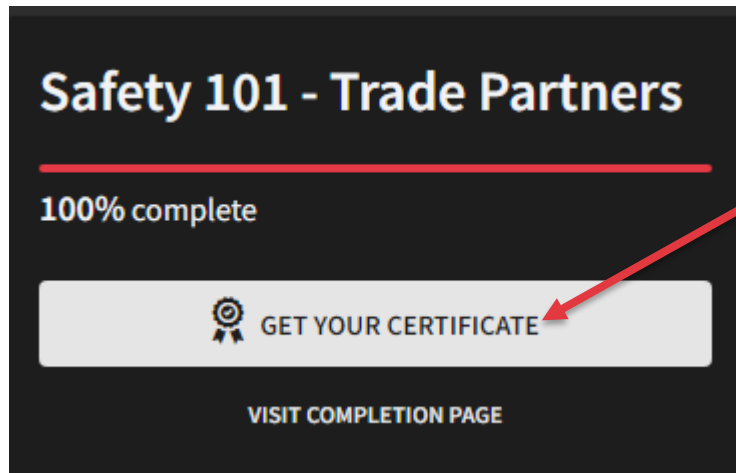 Safety 101 - Trade Partners
100% complete
GET YOUR CERTIFICATE
VISIT COMPLETION PAGE